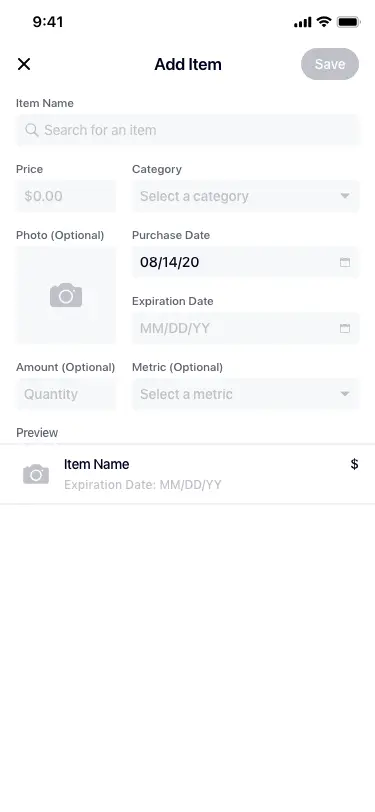 9:41
Add Item
Save
Item Name
Search for an item
Price
Category
$0.00
Select a category
Photo (Optional)
Purchase Date
08/14/20
Expiration Date
MM/DD/YY
Amount (Optional)
Metric (Optional)
Quantity
Select a metric
Preview
Item Name
$
Expiration Date: MM/DD/YY